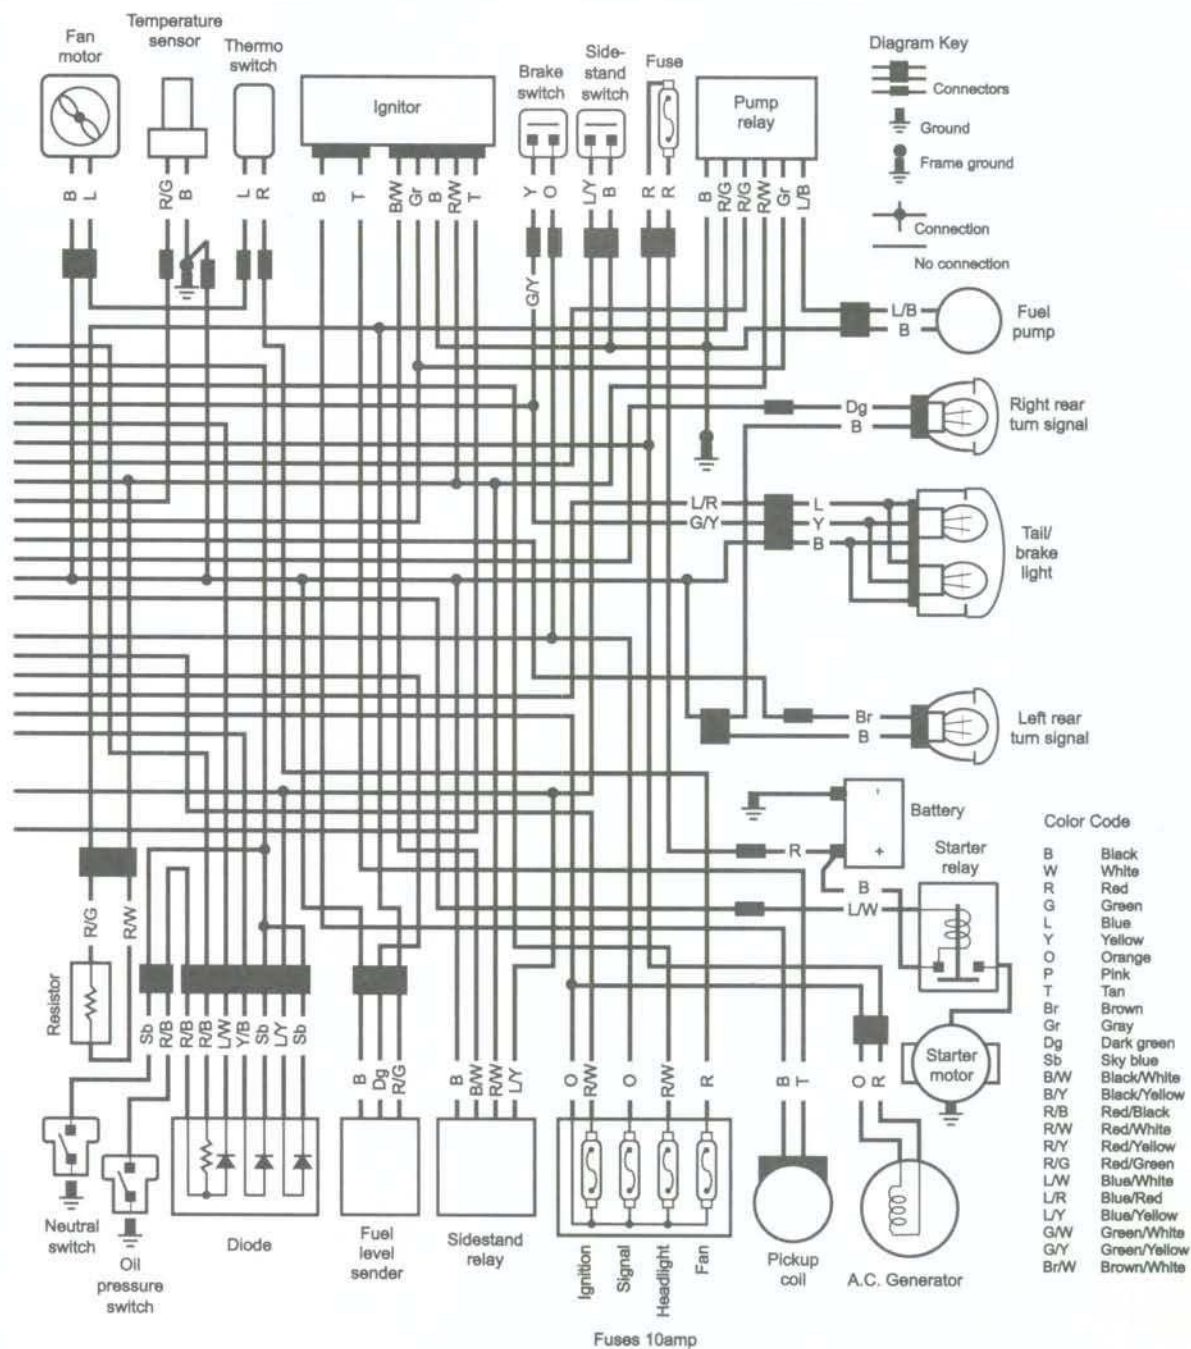 Fan
motor
Temperature
sensor
Thermo
switch
Ignitor
Brake
switch
Side-
stand
switch
Fuse
Pump
relay
Diagram Key
Connectors
Ground
Frame ground
Connection
No connection
B
L
R/G
B
L
R
B
T
B/W
Gr
B
R/W
T
Y
O
L/Y
B
R
R
B
R/G
R/G
R/W
Gr
L/B
G/Y
L/B
B
Fuel
pump
Dg
B
Right rear
turn signal
L/R
G/Y
L
Y
B
Tail/
brake
light
Br
B
Left rear
turn signal
-
+
Battery
R
B
L/W
Starter
relay
Starter
motor
Color Code
B Black
W White
R Red
G Green
L Blue
Y Yellow
O Orange
P Pink
T Tan
Br Brown
Gr Gray
Dg Dark green
Sb Sky blue
B/W Black/White
B/Y Black/Yellow
R/B Red/Black
R/W Red/White
R/Y Red/Yellow
R/G Red/Green
L/W Blue/White
L/R Blue/Red
L/Y Blue/Yellow
G/W Green/White
G/Y Green/Yellow
Br/W Brown/White
R/G
R/W
Resistor
Sb
R/B
R/B
R/B
L/W
Y/B
Sb
L/Y
Sb
B
Dg
R/G
B
B/W
R/W
L/Y
O
R/W
O
R/W
R
B
T
O
R
Neutral
switch
Oil
pressure
switch
Diode
Fuel
level
sender
Sidestand
relay
Ignition
Signal
Headlight
Fan
Fuses 10amp
Pickup
coil
A.C. Generator